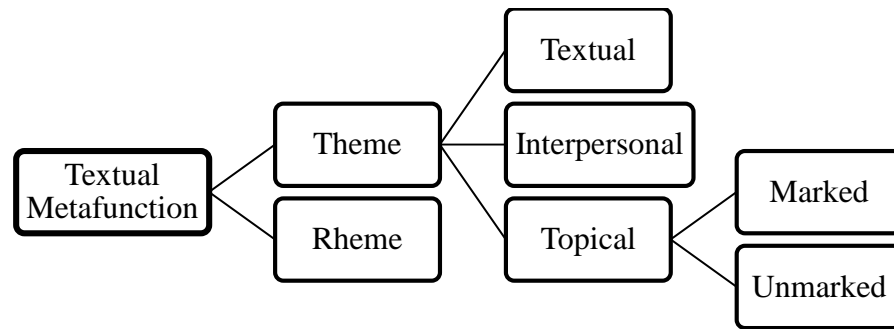 Textual
Metafunction
Theme
Rheme
Textual
Interpersonal
Topical
Marked
Unmarked